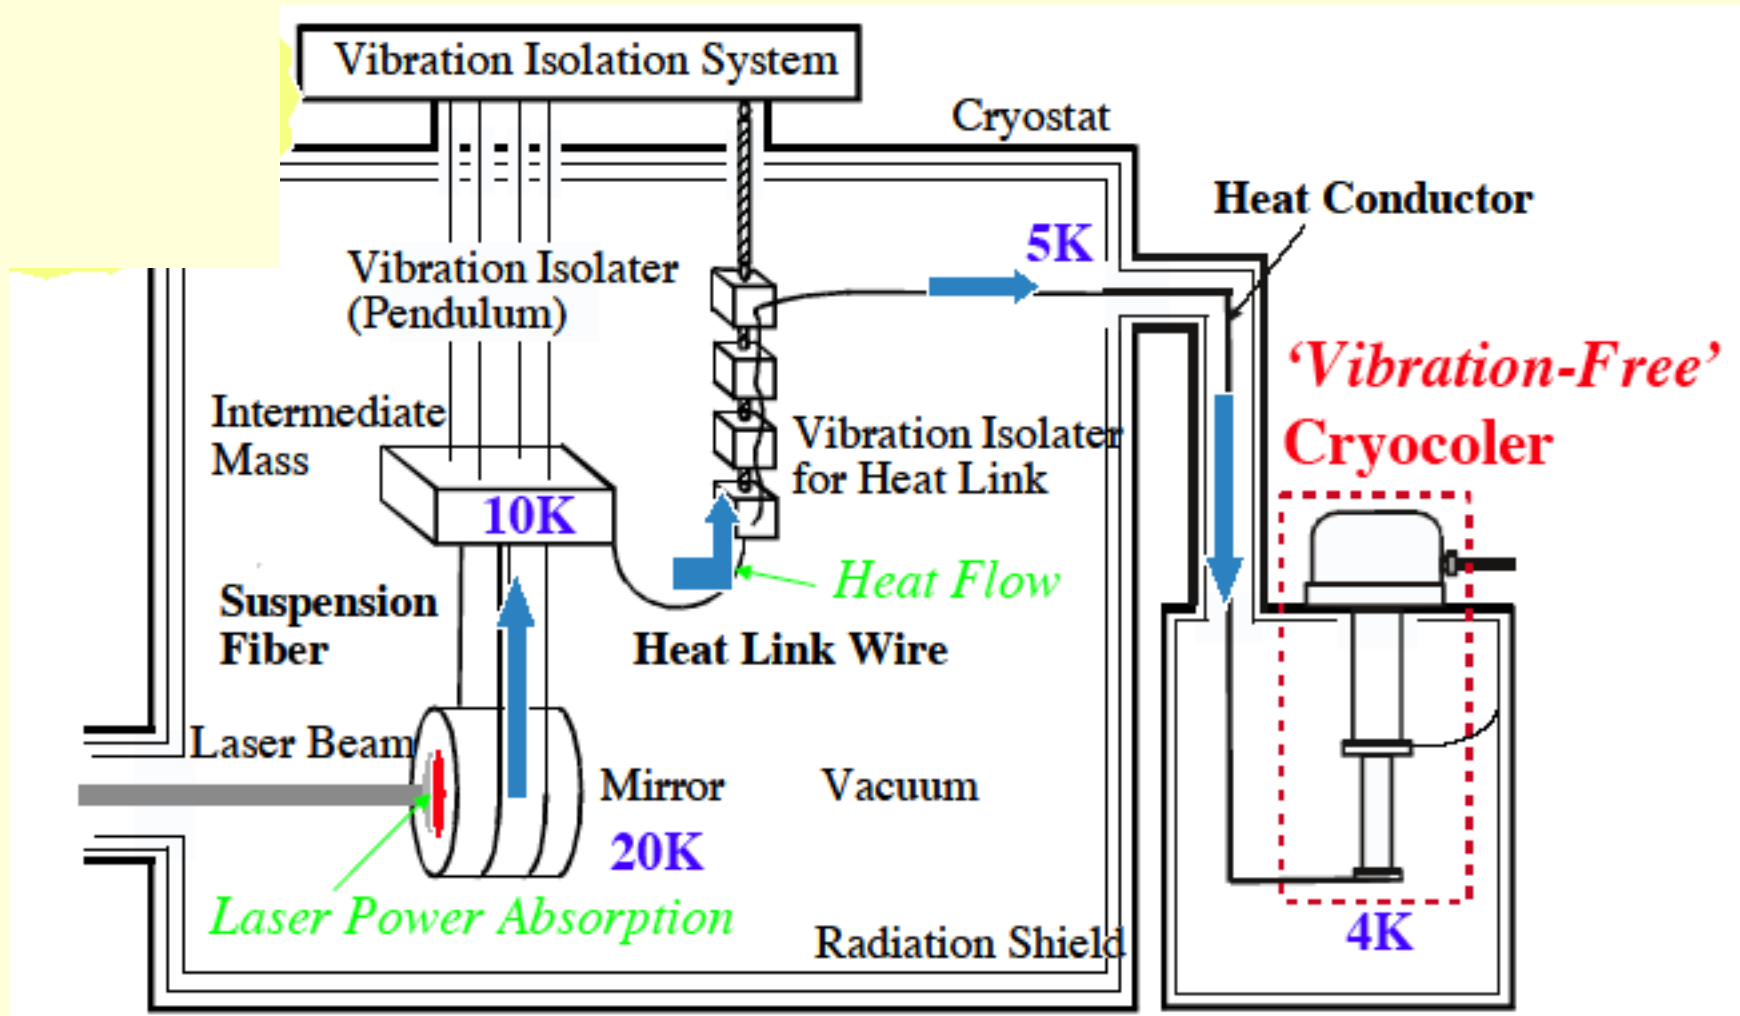 Vibration Isolation System
Cryostat
Heat Conductor
5K
Vibration Isolater
(Pendulum)
‘Vibration-Free’
Cryocoler
Intermediate
Mass
Vibration Isolater
for Heat Link
10K
Heat Flow
Suspension
Fiber
Heat Link Wire
Laser Beam
Mirror
Vacuum
20K
Laser Power Absorption
Radiation Shield
4K